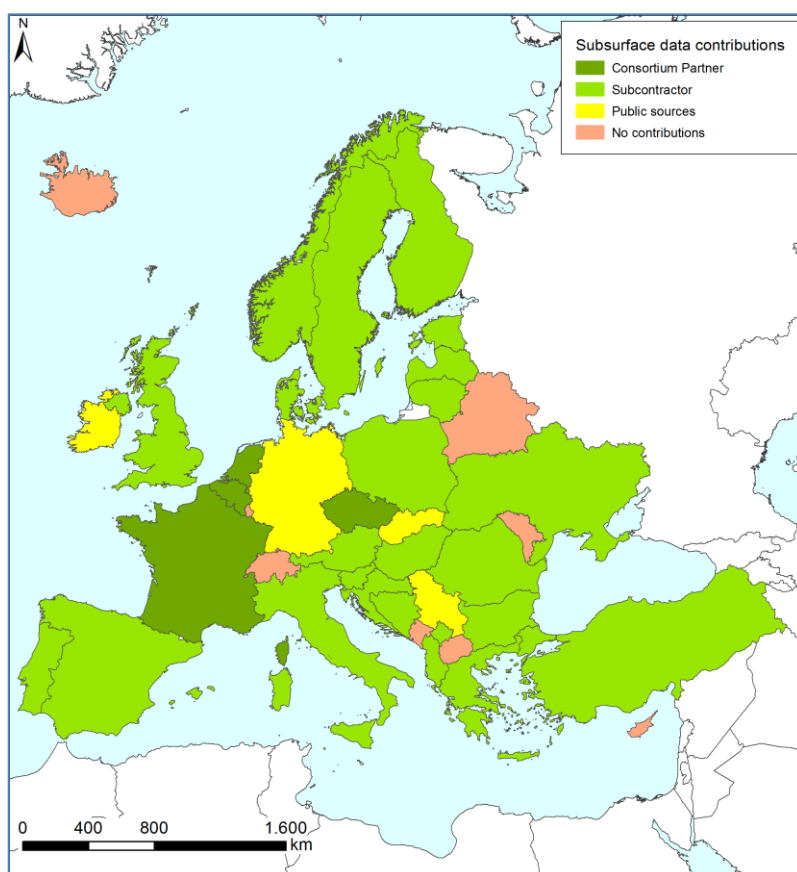 N
Subsurface data contributions
Consortium Partner
Subcontractor
Public sources
No contributions
0 400 800 1.600
km